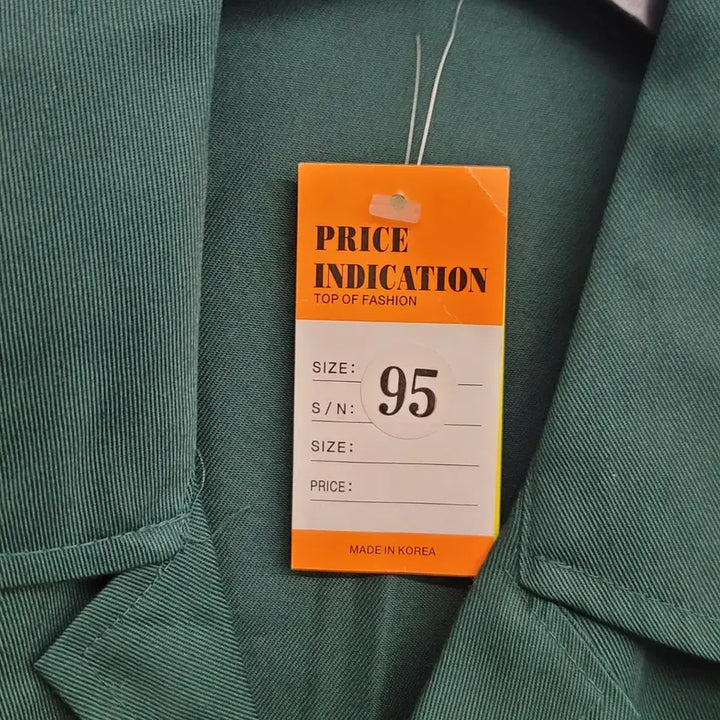 PRICE
INDICATION
TOP OF FASHION
SIZE:
95
S/N:
SIZE:
PRICE:
MADE IN KOREA